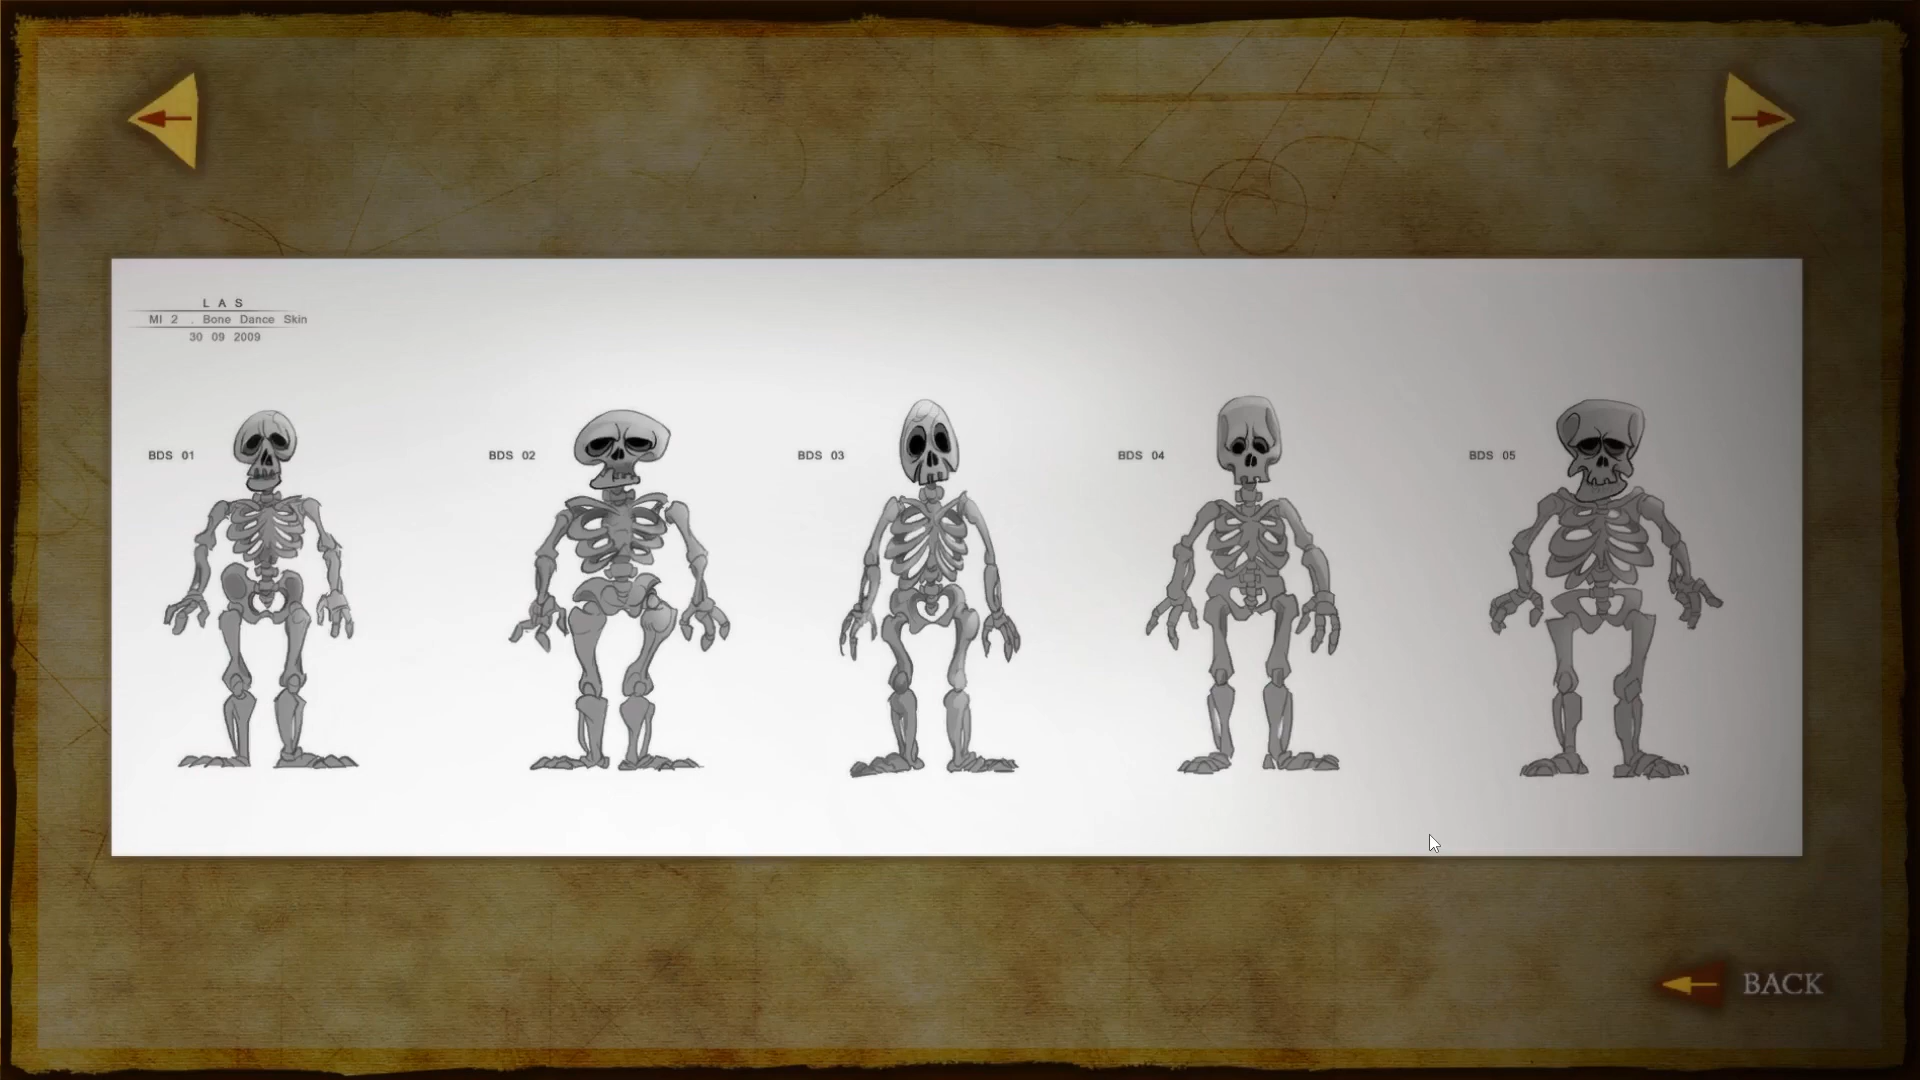 L A S
MI 2 . Bone Dance Skin
30 09 2009
BDS 01
BDS 02
BDS 03
BDS 04
BDS 05
BACK